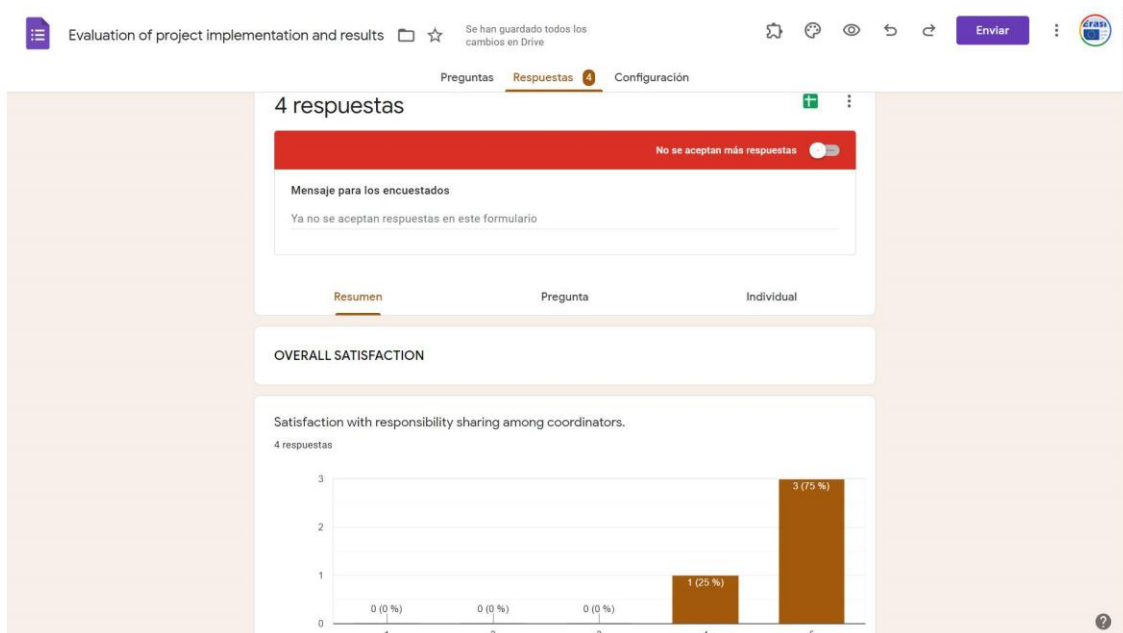 Evaluation of project implementation and results
Se han guardado todos los
cambios en Drive
Enviar
Preguntas Respuestas 4 Configuración
4 respuestas
No se aceptan más respuestas
Mensaje para los encuestados
Ya no se aceptan respuestas en este formulario
Resumen Pregunta Individual
OVERALL SATISFACTION
Satisfaction with responsibility sharing among coordinators.
4 respuestas
3
3 (75 %)
2
1
1 (25 %)
0 (0 %) 0 (0 %) 0 (0 %)
0